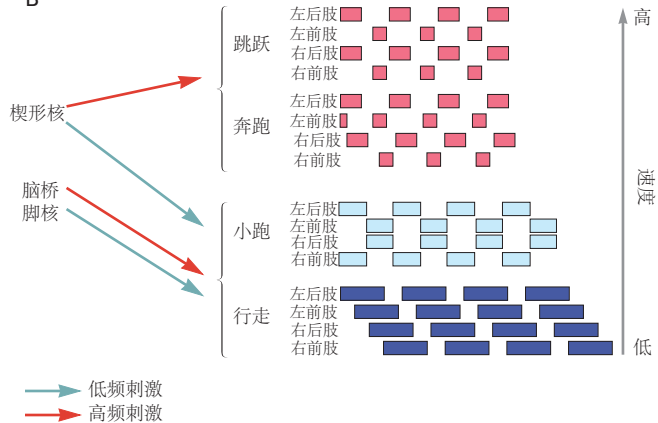 B
左后肢
左前肢
右后肢
右前肢
跳跃
左后肢
左前肢
右后肢
右前肢
奔跑
左后肢
左前肢
右后肢
右前肢
小跑
左后肢
左前肢
右后肢
右前肢
行走
楔形核
脑桥
脚核
高
速度
低
低频刺激
高频刺激